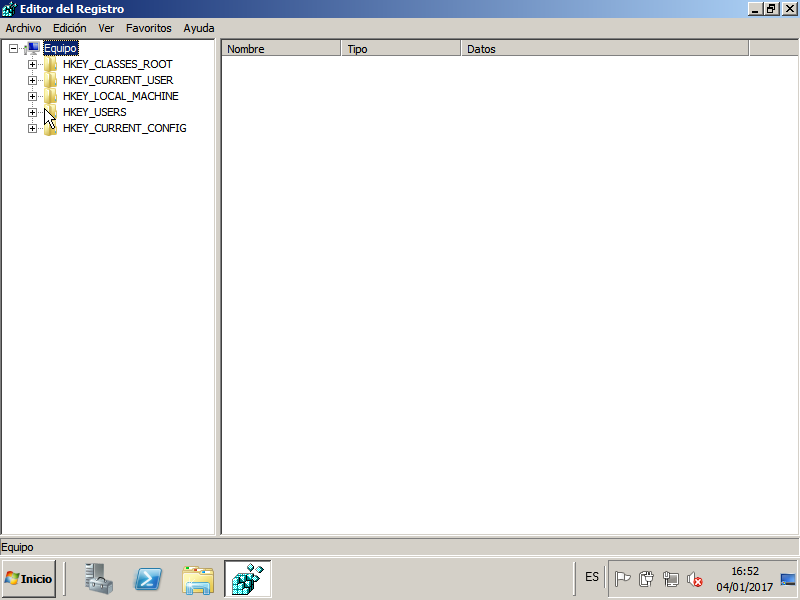 Editor del Registro
Archivo Edición Ver Favoritos Ayuda
Equipo
HKEY_CLASSES_ROOT
HKEY_CURRENT_USER
HKEY_LOCAL_MACHINE
HKEY_USERS
HKEY_CURRENT_CONFIG
Nombre Tipo Datos
Equipo
Inicio
ES
16:52
04/01/2017